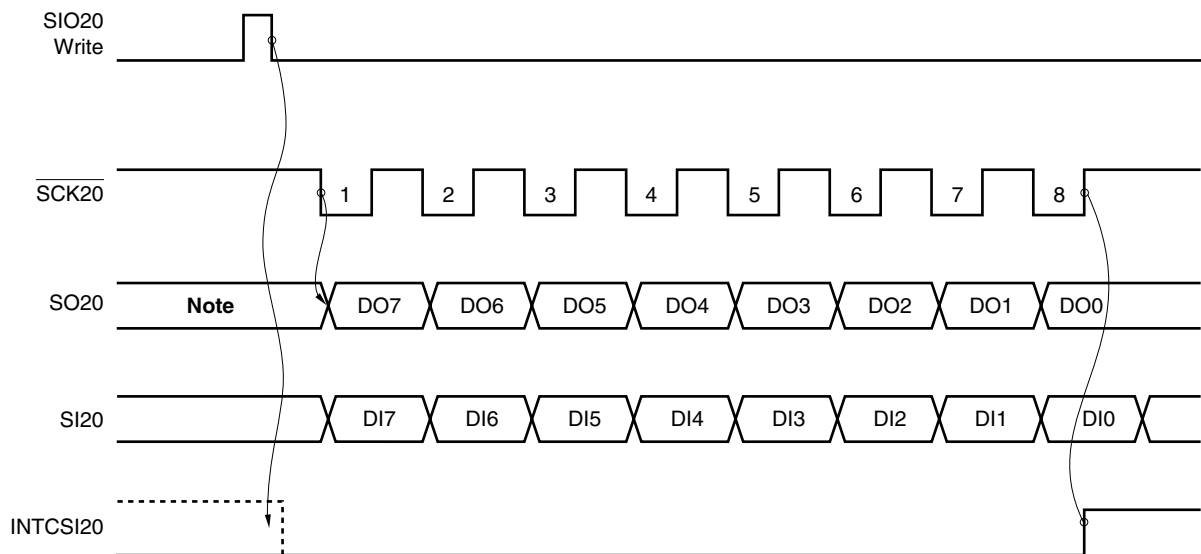 SIO20
Write
SCK20
1 2 3 4 5 6 7 8
SO20
Note DO7 DO6 DO5 DO4 DO3 DO2 DO1 DO0
SI20
DI7 DI6 DI5 DI4 DI3 DI2 DI1 DI0
INTCSI20